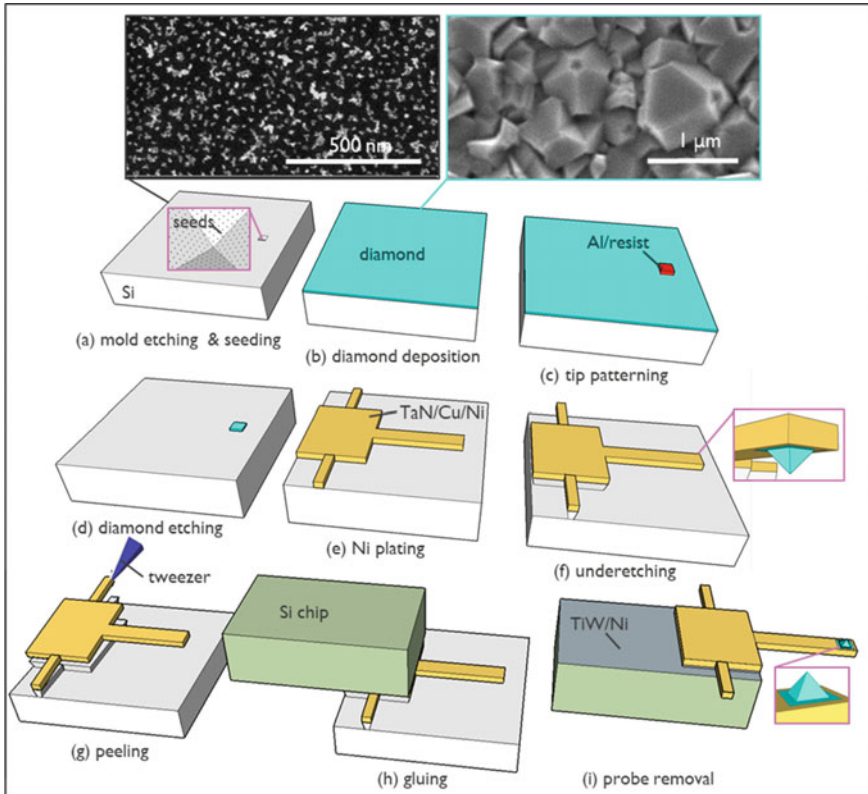 500 nm
1 μm
seeds
Si
(a) mold etching & seeding
diamond
(b) diamond deposition
Al/resist
(c) tip patterning
(d) diamond etching
TaN/Cu/Ni
(e) Ni plating
(f) underetching
tweezer
(g) peeling
Si chip
(h) gluing
TiW/Ni
(i) probe removal